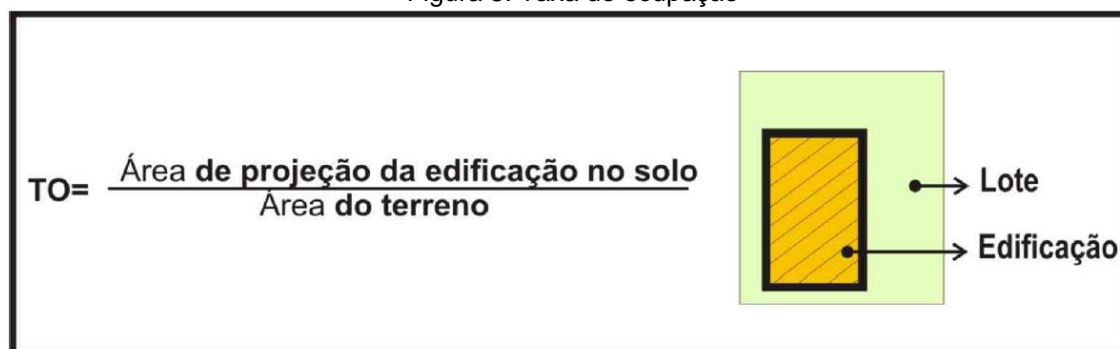 TO=
Área de projeção da edificação no solo
Área do terreno
Lote
Edificação